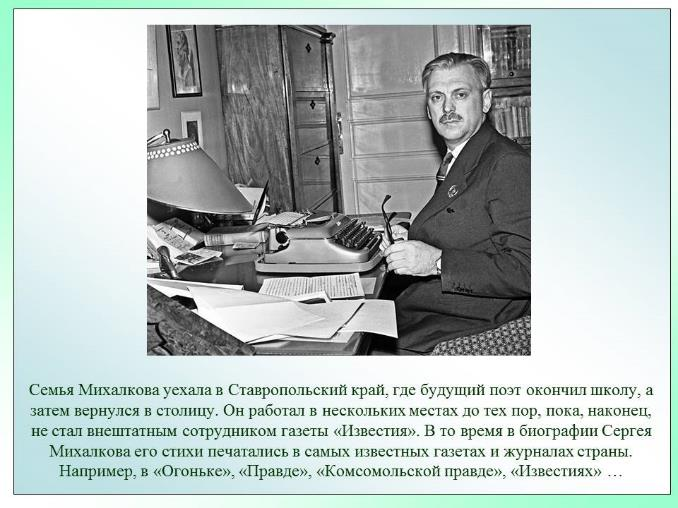 Семья Михалкова уехала в Ставропольский край, где будущий поэт окончил школу, а
затем вернулся в столицу. Он работал в нескольких местах до тех пор, пока, наконец,
не стал внештатным сотрудником газеты «Известия». В то время в биографии Сергея
Михалкова его стихи печатались в самых известных газетах и журналах страны.
Например, в «Огоньке», «Правде», «Комсомольской правде», «Известиях» …